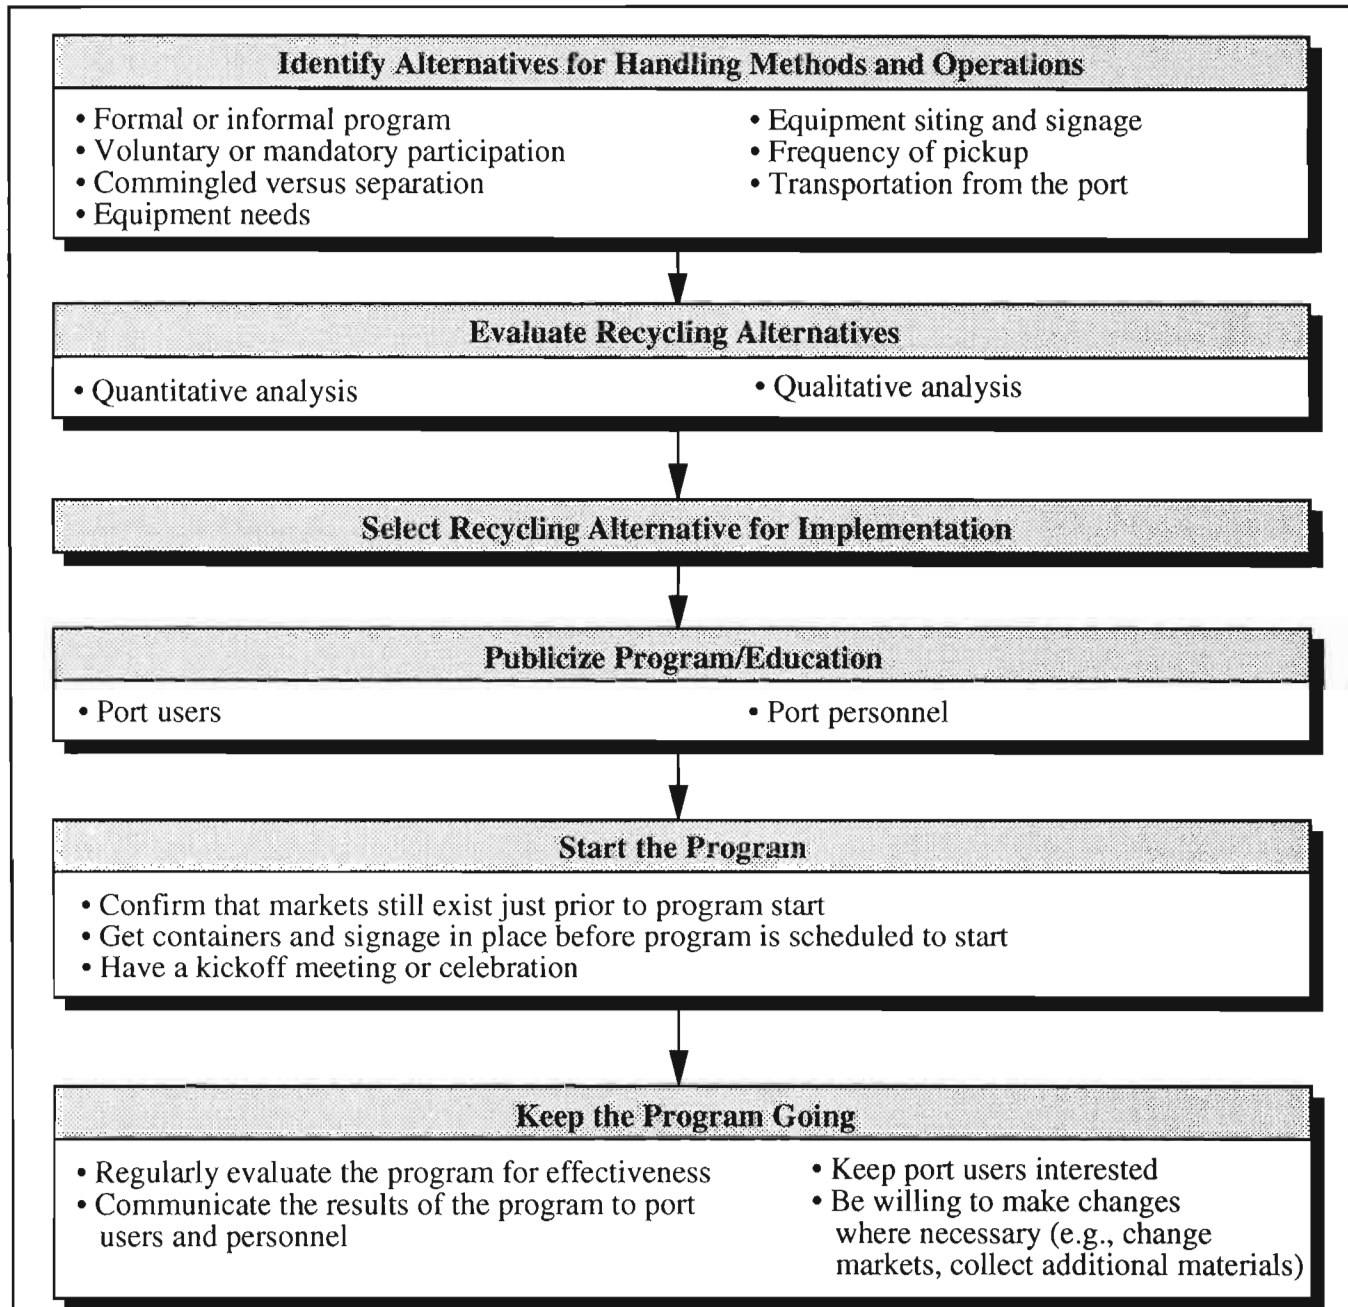 Identify Alternatives for Handling Methods and Operations
• Formal or informal program
• Voluntary or mandatory participation
• Commingled versus separation
• Equipment needs
• Equipment siting and signage
• Frequency of pickup
• Transportation from the port
Evaluate Recycling Alternatives
• Quantitative analysis
• Qualitative analysis
Select Recycling Alternative for Implementation
Publicize Program/Education
• Port users
• Port personnel
Start the Program
• Confirm that markets still exist just prior to program start
• Get containers and signage in place before program is scheduled to start
• Have a kickoff meeting or celebration
Keep the Program Going
• Regularly evaluate the program for effectiveness
• Communicate the results of the program to port
users and personnel
• Keep port users interested
• Be willing to make changes
where necessary (e.g., change
markets, collect additional materials)